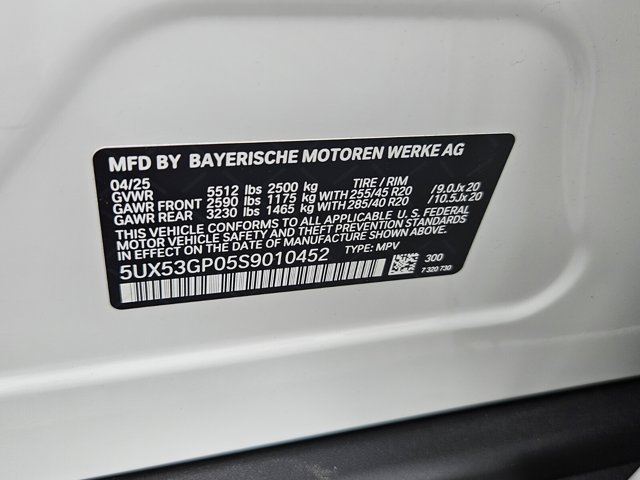 MFD BY BAYERISCHE MOTOREN WERKE AG
04/25
GVWR 5512 lbs 2500 kg TIRE / RIM
GAWR FRONT 2590 lbs 1175 kg WITH 255/45 R20 /9.0Jx20
GAWR REAR 3230 lbs 1465 kg WITH 285/40 R20 /10.5Jx20
THIS VEHICLE CONFORMS TO ALL APPLICABLE U. S. FEDERAL
MOTOR VEHICLE SAFETY AND THEFT PREVENTION STANDARDS
IN EFFECT ON THE DATE OF MANUFACTURE SHOWN ABOVE.
5UX53GP05S9010452 TYPE: MPV
300
7 320 730